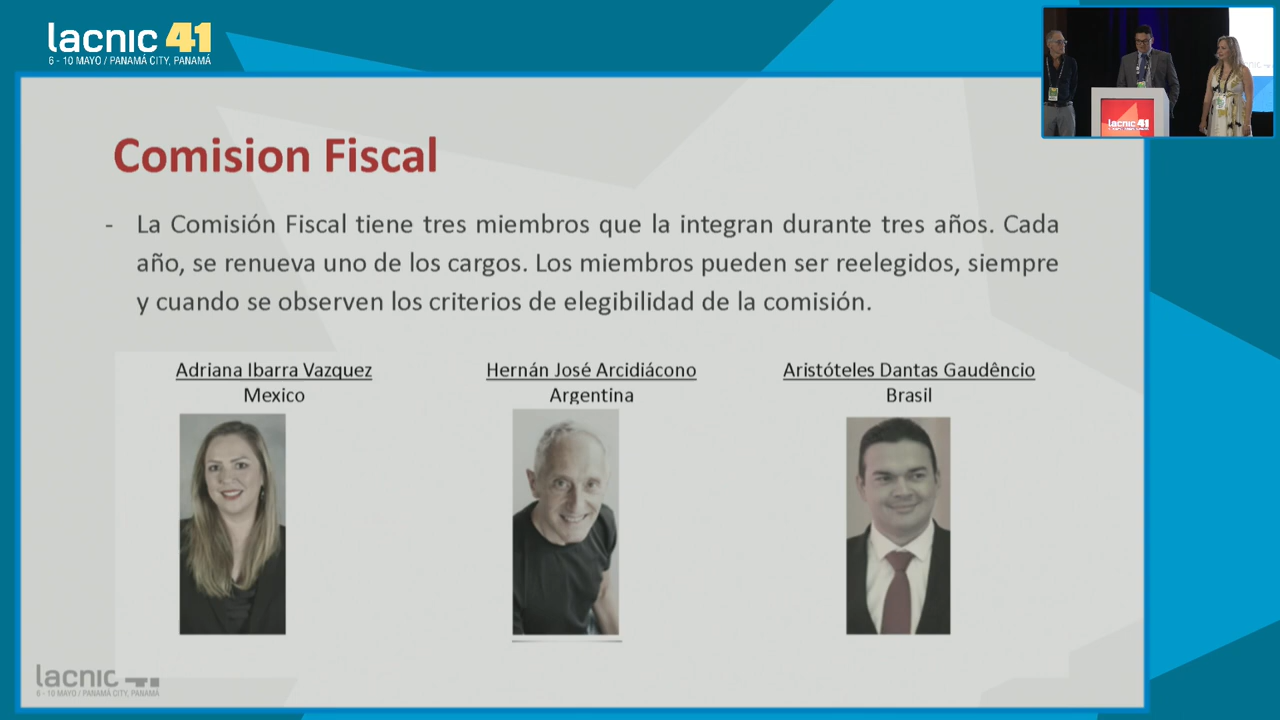 lacnic 41
6 - 10 MAYO / PANAMÁ CITY, PANAMÁ
lacnic 41
Comision Fiscal
- La Comisión Fiscal tiene tres miembros que la integran durante tres años. Cada
año, se renueva uno de los cargos. Los miembros pueden ser reelegidos, siempre
y cuando se observen los criterios de elegibilidad de la comisión.
Adriana Ibarra Vazquez
Mexico
Hernán José Arcidiácono
Argentina
Aristóteles Dantas Gaudêncio
Brasil
lacnic
6 - 10 MAYO / PANAMÁ CITY, PANAMÁ